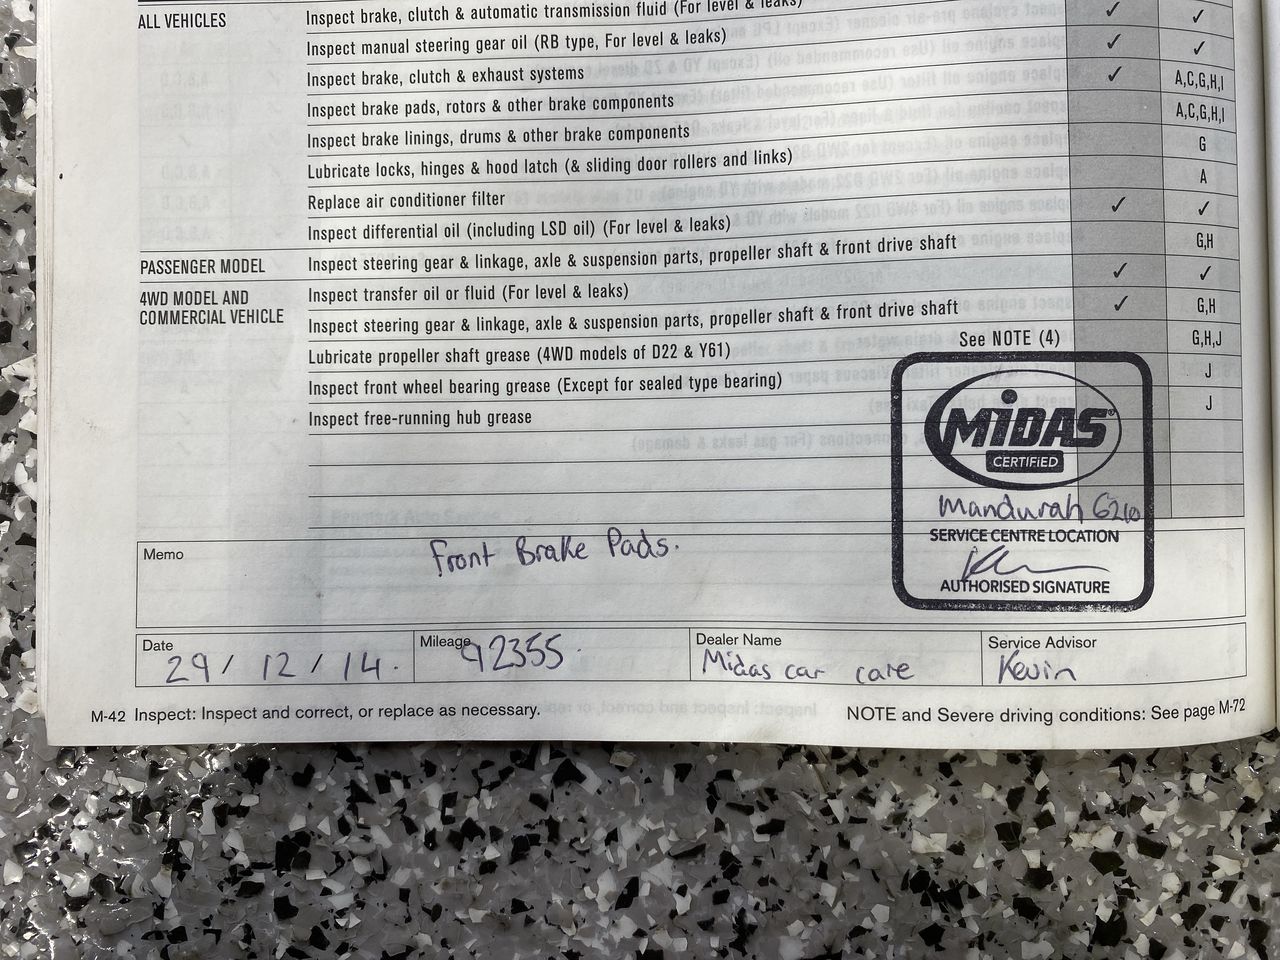 ALL VEHICLES
Inspect brake, clutch & automatic transmission fluid (For level & leaks) ✓ ✓
Inspect manual steering gear oil (RB type, For level & leaks) ✓ ✓
Inspect brake, clutch & exhaust systems ✓ A,C,G,H,I
Inspect brake pads, rotors & other brake components A,C,G,H,I
Inspect brake linings, drums & other brake components G
Lubricate locks, hinges & hood latch (& sliding door rollers and links) A
Replace air conditioner filter ✓ ✓
Inspect differential oil (including LSD oil) (For level & leaks) G,H
PASSENGER MODEL Inspect steering gear & linkage, axle & suspension parts, propeller shaft & front drive shaft ✓ ✓
4WD MODEL AND
COMMERCIAL VEHICLE
Inspect transfer oil or fluid (For level & leaks) ✓ G,H
Inspect steering gear & linkage, axle & suspension parts, propeller shaft & front drive shaft G,H,J
Lubricate propeller shaft grease (4WD models of D22 & Y61) See NOTE (4) J
Inspect front wheel bearing grease (Except for sealed type bearing) J
Inspect free-running hub grease
MiDAS®
CERTIFiED
Mandurah 6210
SERVICE CENTRE LOCATION
AUTHORISED SIGNATURE
Memo
Front Brake Pads.
Date
29 / 12 / 14.
Mileage
92355.
Dealer Name
Midas car care
Service Advisor
Kevin
M-42 Inspect: Inspect and correct, or replace as necessary.
NOTE and Severe driving conditions: See page M-72